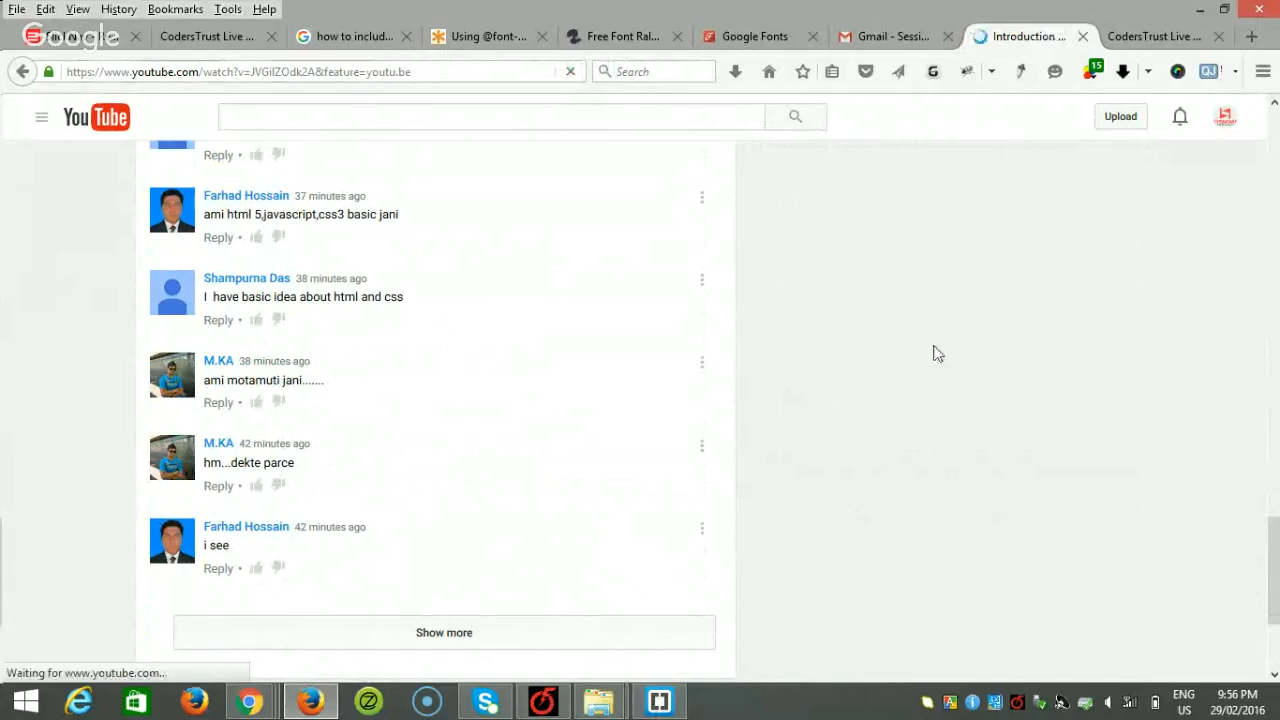 File Edit View History Bookmarks Tools Help
Google
CodersTrust Live ...
how to includ...
Using @font-...
Free Font Ral...
Google Fonts
Gmail - Sessi...
Introduction ...
CodersTrust Live ...
https://www.youtube.com/watch?v=JVGiIZOdk2A&feature=youtu.be
Search
15
You Tube
Upload
Reply •
Farhad Hossain 37 minutes ago
ami html 5,javascript,css3 basic jani
Reply •
Shampurna Das 38 minutes ago
I have basic idea about html and css
Reply •
M.KA 38 minutes ago
ami motamuti jani.......
Reply •
M.KA 42 minutes ago
hm...dekte parce
Reply •
Farhad Hossain 42 minutes ago
i see
Reply •
Show more
Waiting for www.youtube.com...
ENG 9:56 PM
US 29/02/2016